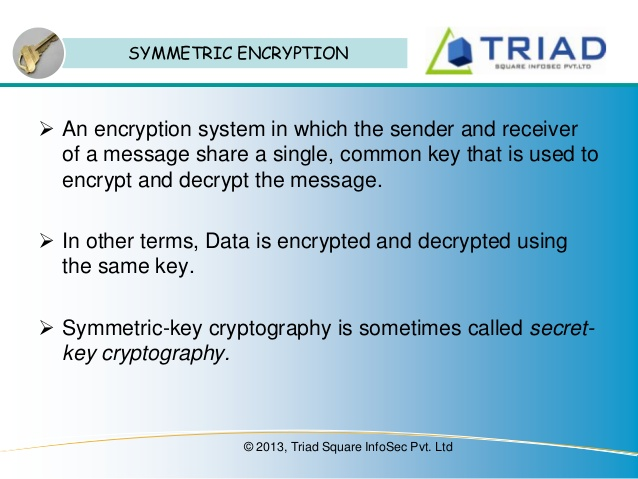 SYMMETRIC ENCRYPTION
TRIAD
SQUARE INFOSEC PVT.LTD
➢ An encryption system in which the sender and receiver
of a message share a single, common key that is used to
encrypt and decrypt the message.
➢ In other terms, Data is encrypted and decrypted using
the same key.
➢ Symmetric-key cryptography is sometimes called secret-
key cryptography.
© 2013, Triad Square InfoSec Pvt. Ltd